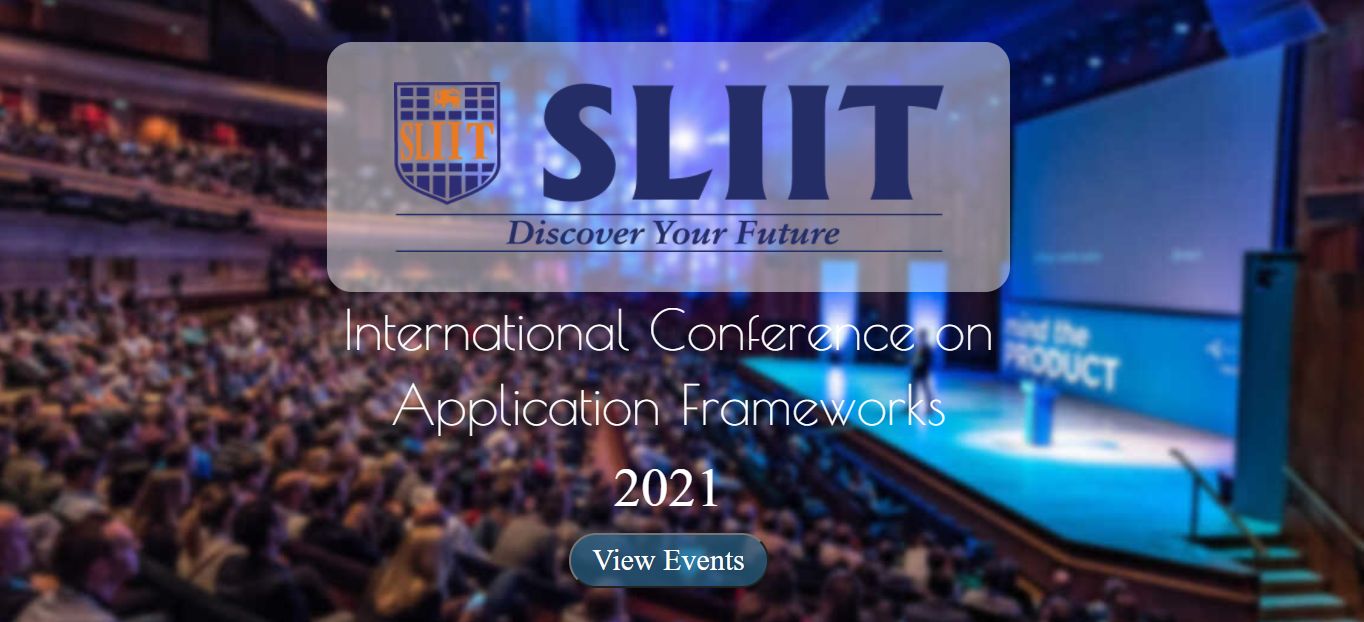 SLIIT
SLIIT
Discover Your Future
International Conference on
Application Frameworks
2021
View Events
mind the
PRODUCT